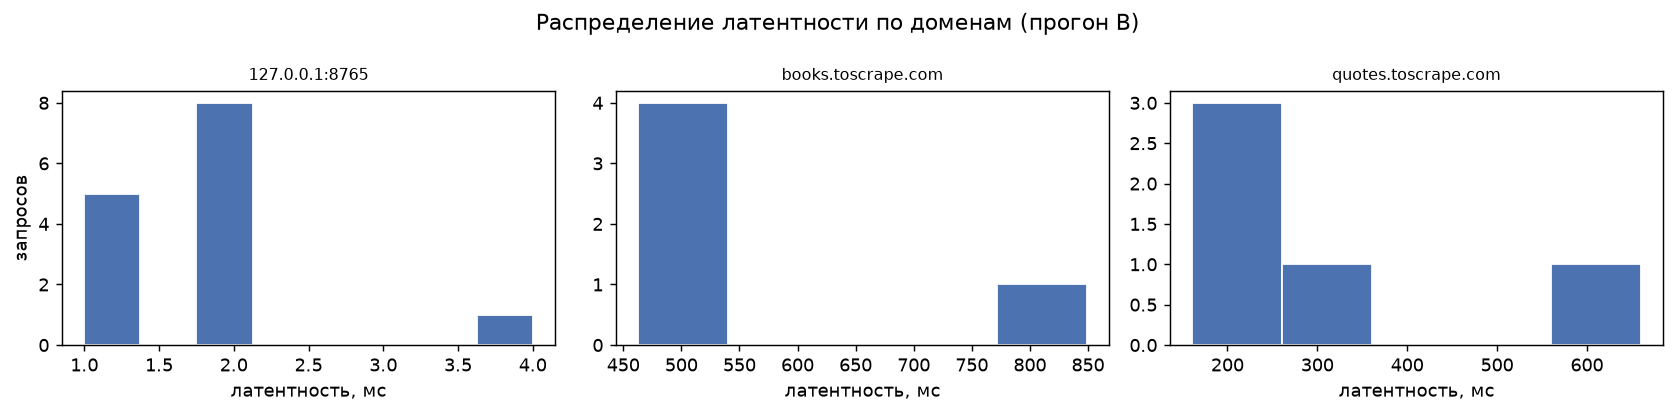 Распределение латентности по доменам (прогон B)
127.0.0.1:8765
запросов
8
6
4
2
0
1.0 1.5 2.0 2.5 3.0 3.5 4.0
латентность, мс
books.toscrape.com
4
3
2
1
0
450 500 550 600 650 700 750 800 850
латентность, мс
quotes.toscrape.com
3.0
2.5
2.0
1.5
1.0
0.5
0.0
200 300 400 500 600
латентность, мс